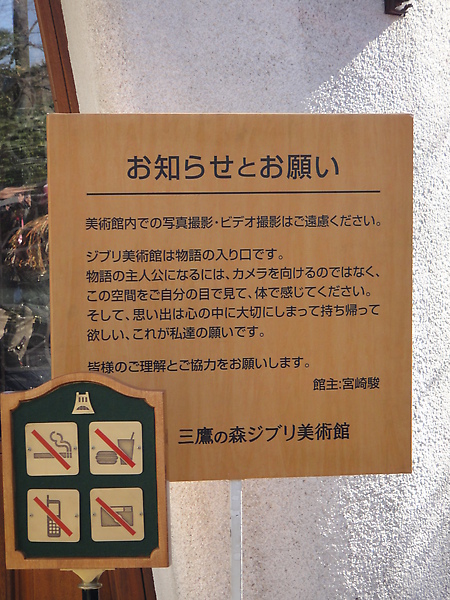 お知らせとお願い
美術館内での写真撮影・ビデオ撮影はご遠慮ください。
ジブリ美術館は物語の入り口です。
物語の主人公になるには、カメラを向けるのではなく、
この空間をご自分の目で見て、体で感じてください。
そして、思い出は心の中に大切にしまって持ち帰って
欲しい、これが私達の願いです。
皆様のご理解とご協力をお願いします。
館主:宮崎駿
三鷹の森ジブリ美術館